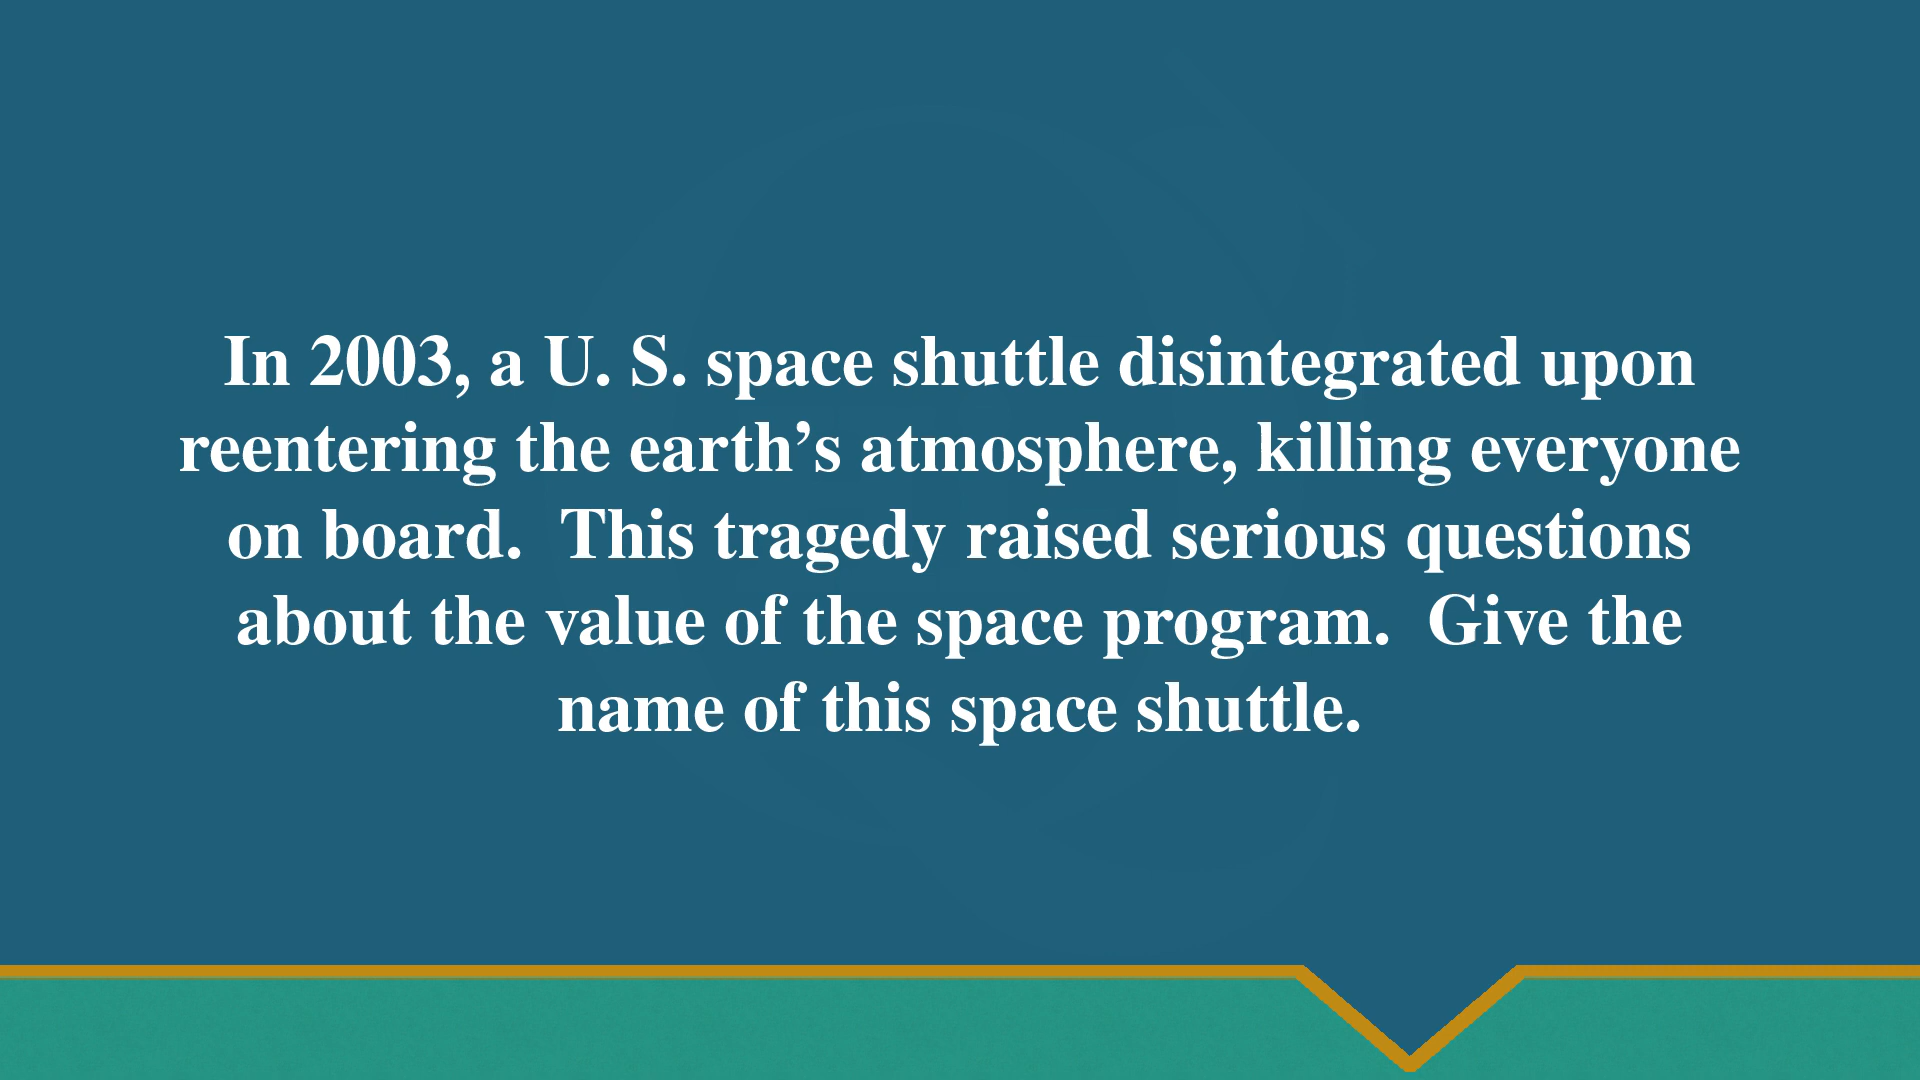 In 2003, a U. S. space shuttle disintegrated upon
reentering the earth’s atmosphere, killing everyone
on board.  This tragedy raised serious questions
about the value of the space program.  Give the
name of this space shuttle.